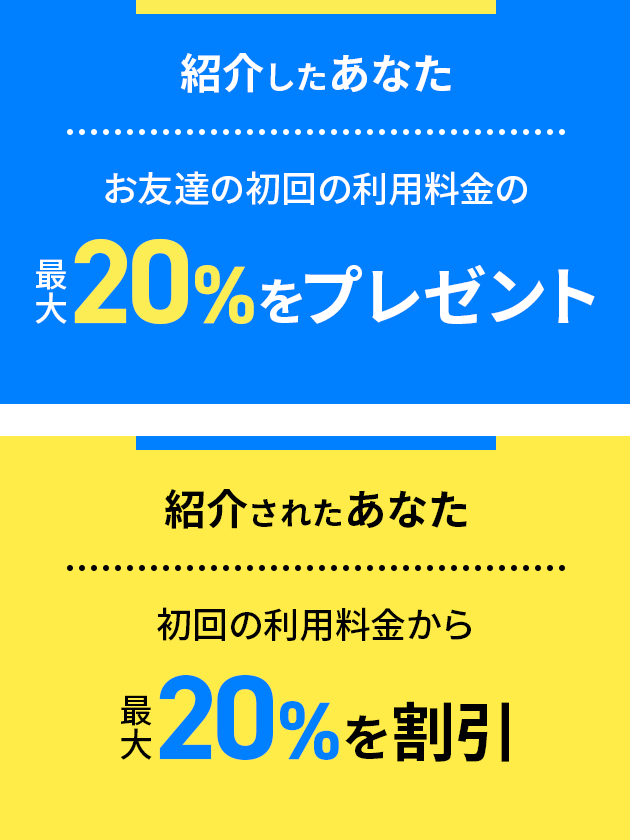 紹介したあなた
お友達の初回の利用料金の
最大20%をプレゼント
紹介されたあなた
初回の利用料金から
最大20%を割引